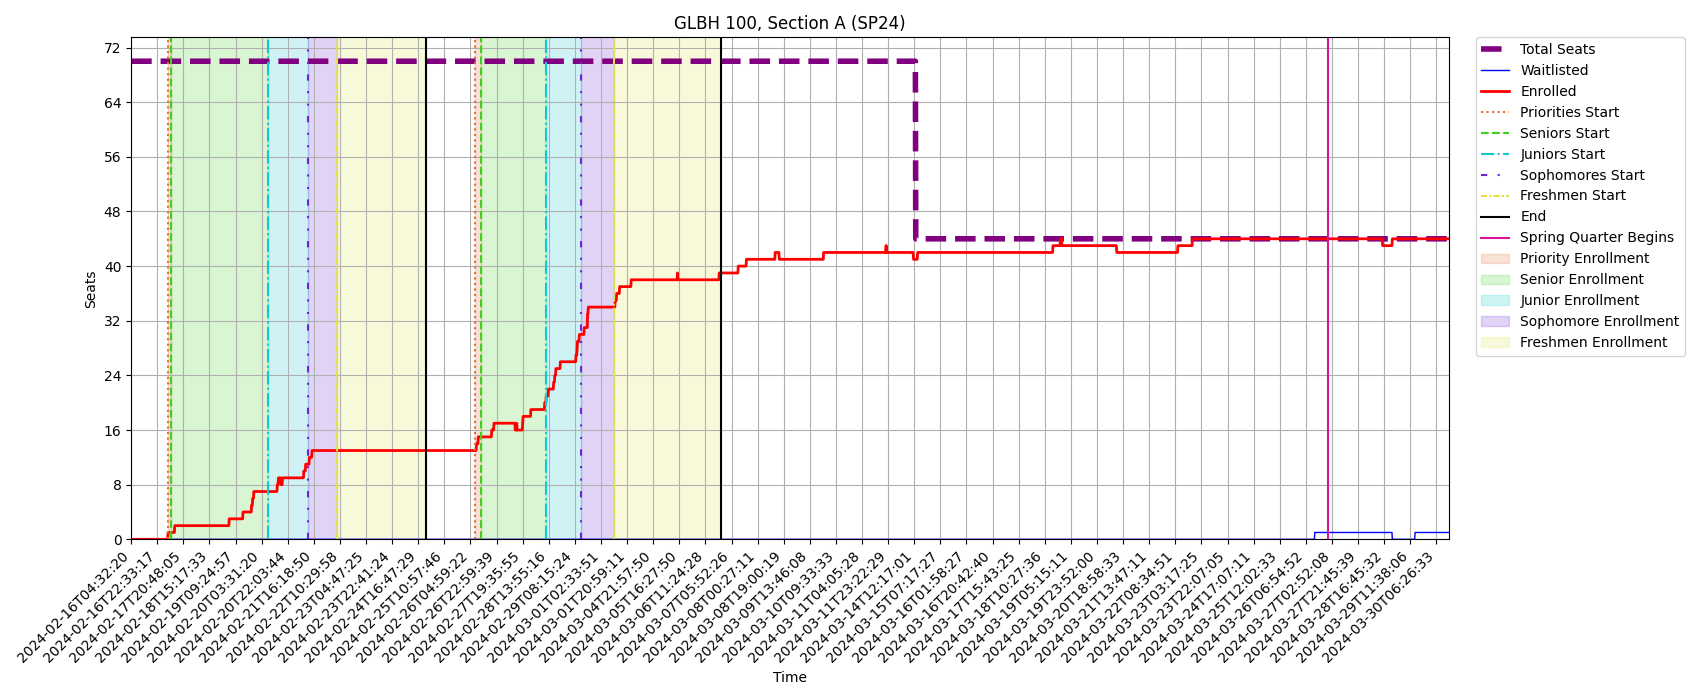 GLBH 100, Section A (SP24)
72
64
56
48
40
32
24
16
8
0
Seats
2024-02-16T04:32:20
2024-02-16T22:33:17
2024-02-17T20:48:05
2024-02-18T15:17:33
2024-02-19T09:24:57
2024-02-20T03:31:20
2024-02-20T22:03:44
2024-02-21T16:18:50
2024-02-22T10:29:58
2024-02-23T04:47:25
2024-02-23T22:41:24
2024-02-24T16:47:29
2024-02-25T10:57:46
2024-02-26T04:59:22
2024-02-26T22:59:39
2024-02-27T19:35:55
2024-02-28T13:55:16
2024-02-29T08:15:24
2024-03-01T02:33:51
2024-03-01T20:59:11
2024-03-04T21:57:50
2024-03-05T16:27:50
2024-03-06T11:24:28
2024-03-07T05:52:26
2024-03-08T00:27:11
2024-03-08T19:00:19
2024-03-09T13:46:08
2024-03-10T09:33:33
2024-03-11T04:05:28
2024-03-11T23:22:29
2024-03-14T12:17:01
2024-03-15T07:17:27
2024-03-16T01:58:27
2024-03-16T20:42:40
2024-03-17T15:43:25
2024-03-18T10:27:36
2024-03-19T05:15:11
2024-03-19T23:52:00
2024-03-20T18:58:33
2024-03-21T13:47:11
2024-03-22T08:34:51
2024-03-23T03:17:25
2024-03-23T22:07:05
2024-03-24T17:07:11
2024-03-25T12:02:33
2024-03-26T06:54:52
2024-03-27T02:52:08
2024-03-27T21:45:39
2024-03-28T16:45:32
2024-03-29T11:38:06
2024-03-30T06:26:33
Time
Total Seats
Waitlisted
Enrolled
Priorities Start
Seniors Start
Juniors Start
Sophomores Start
Freshmen Start
End
Spring Quarter Begins
Priority Enrollment
Senior Enrollment
Junior Enrollment
Sophomore Enrollment
Freshmen Enrollment